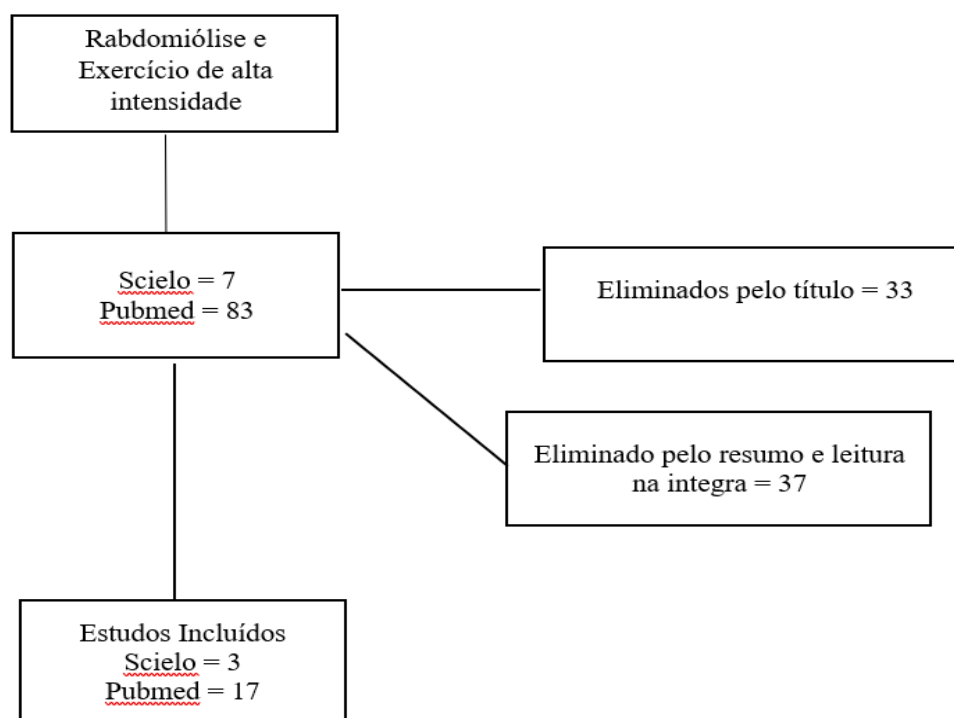 Rabdomiólise e
Exercício de alta
intensidade
Scielo = 7
Pubmed = 83
Eliminados pelo título = 33
Eliminado pelo resumo e leitura
na integra = 37
Estudos Incluídos
Scielo = 3
Pubmed = 17